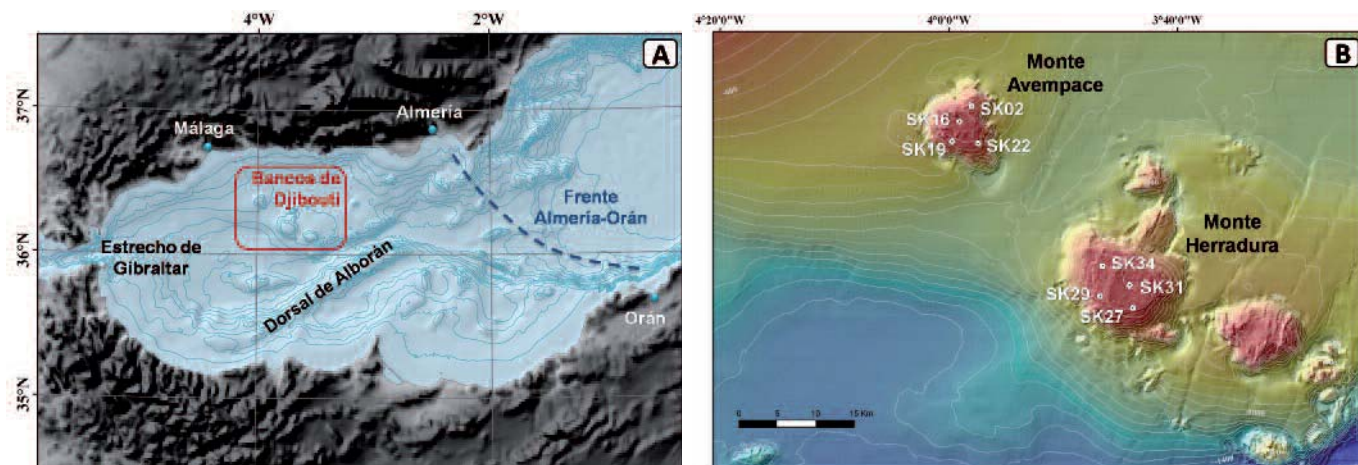 4°W
2°W
A
37°N
36°N
35°N
Málaga
Almería
Bancos de
Djibouti
Frente
Almería-Orán
Estrecho de
Gibraltar
Dorsal de Alborán
Orán
4°20'0"W
4°0'0"W
3°40'0"W
B
Monte
Avempace
SK02
SK16
SK19
SK22
Monte
Herradura
SK34
SK31
SK29
SK27
0 5 10 15 Km